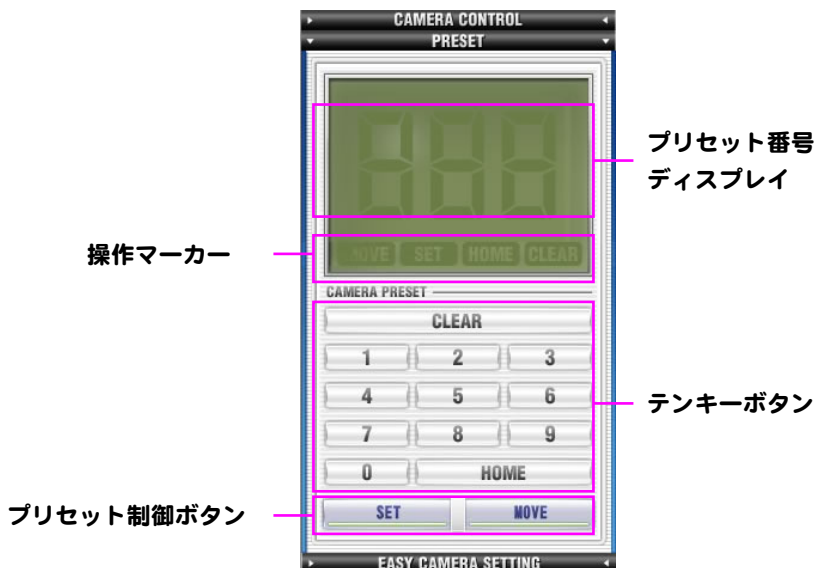 CAMERA CONTROL
PRESET
プリセット番号
ディスプレイ
操作マーカー
MOVE SET HOME CLEAR
CAMERA PRESET
CLEAR
1 2 3
4 5 6
テンキーボタン
7 8 9
0 HOME
プリセット制御ボタン
SET MOVE
EASY CAMERA SETTING